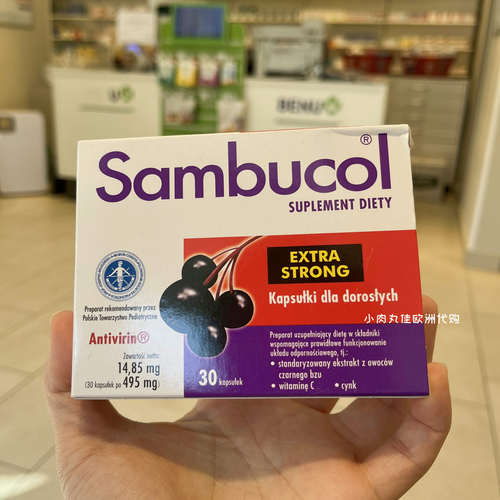 BENU
Sambucol®
SUPLEMENT DIETY
EXTRA
STRONG
Kapsułki dla dorosłych
小肉丸佳欧洲代购
Preparat rekomendowany przez
Polskie Towarzystwo Pediatryczne
Antivirin®
Zawartość netto:
14,85 mg
(30 kapsułek po 495 mg)
30 kapsułek
Preparat uzupełniający dietę w składniki
wspomagające prawidłowe funkcjonowanie
układu odpornościowego, tj.:
• standaryzowany ekstrakt z owoców
czarnego bzu
• witaminę C • cynk